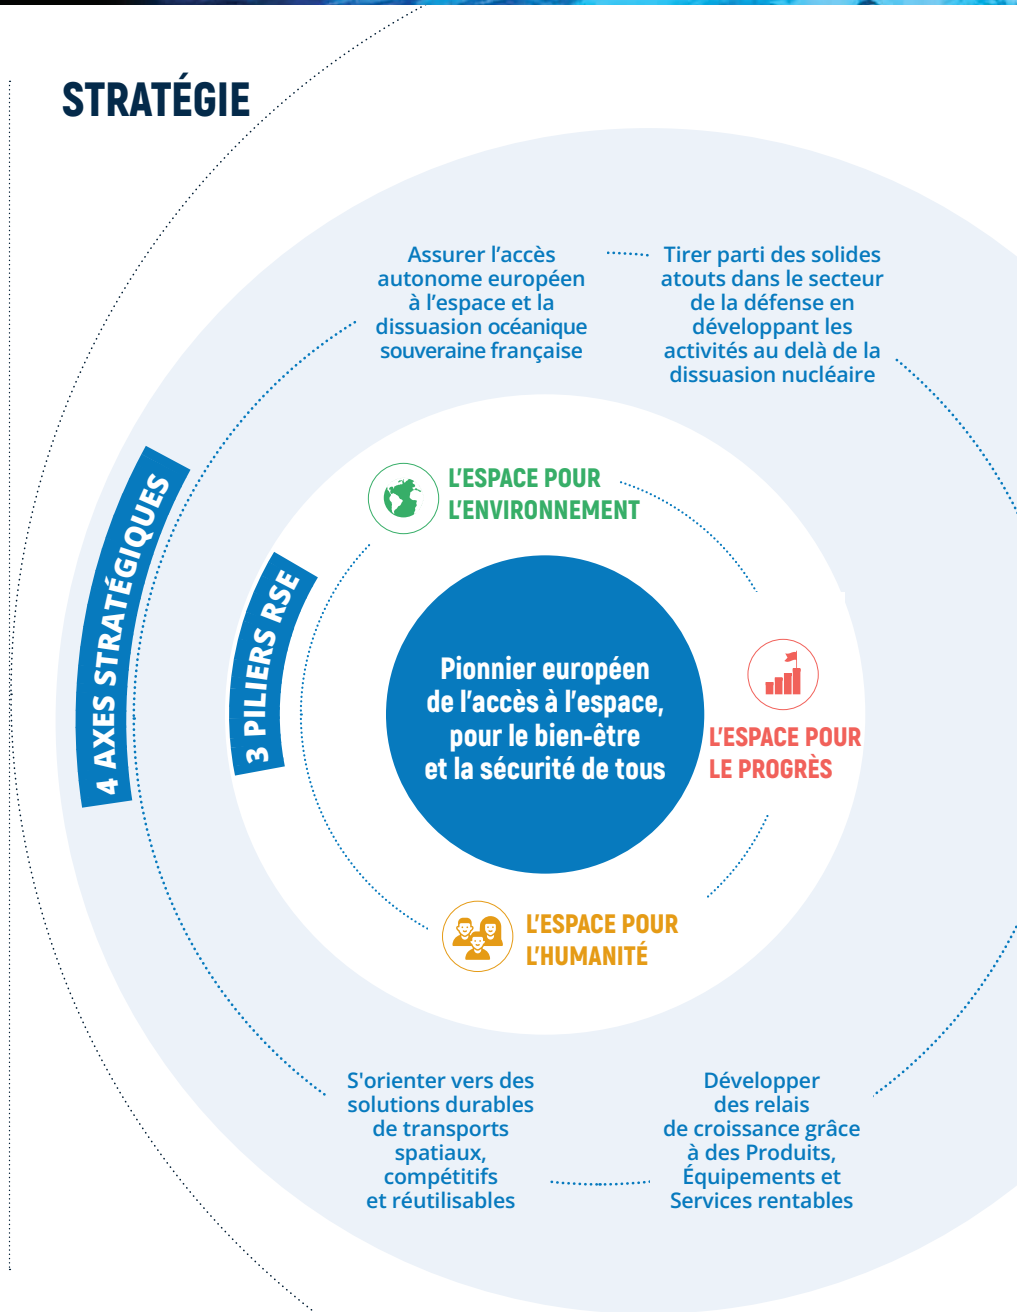 STRATÉGIE
Assurer l’accès
autonome européen
à l’espace et la
dissuasion océanique
souveraine française
Tirer parti des solides
atouts dans le secteur
de la défense en
développant les
activités au delà de la
dissuasion nucléaire
4 AXES STRATÉGIQUES
3 PILIERS RSE
L’ESPACE POUR
L’ENVIRONNEMENT
Pionnier européen
de l’accès à l’espace,
pour le bien-être
et la sécurité de tous
L’ESPACE POUR
LE PROGRÈS
L’ESPACE POUR
L’HUMANITÉ
S'orienter vers des
solutions durables
de transports
spatiaux,
compétitifs
et réutilisables
Développer
des relais
de croissance grâce
à des Produits,
Équipements et
Services rentables